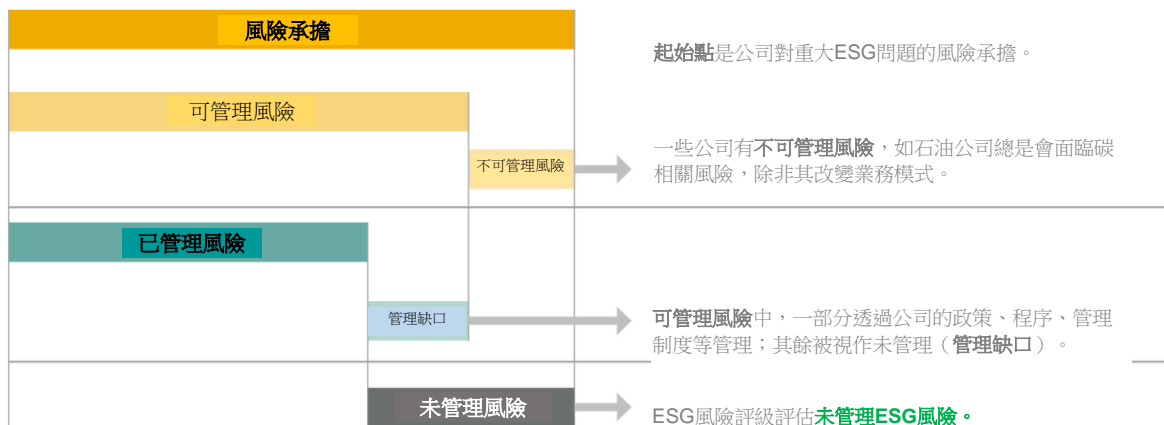 風險承擔
起始點是公司對重大ESG問題的風險承擔。
可管理風險
不可管理風險
一些公司有不可管理風險，如石油公司總是會面臨碳
相關風險，除非其改變業務模式。
已管理風險
管理缺口
可管理風險中，一部分透過公司的政策、程序、管理
制度等管理；其餘被視作未管理（管理缺口）。
未管理風險
ESG風險評級評估未管理ESG風險。